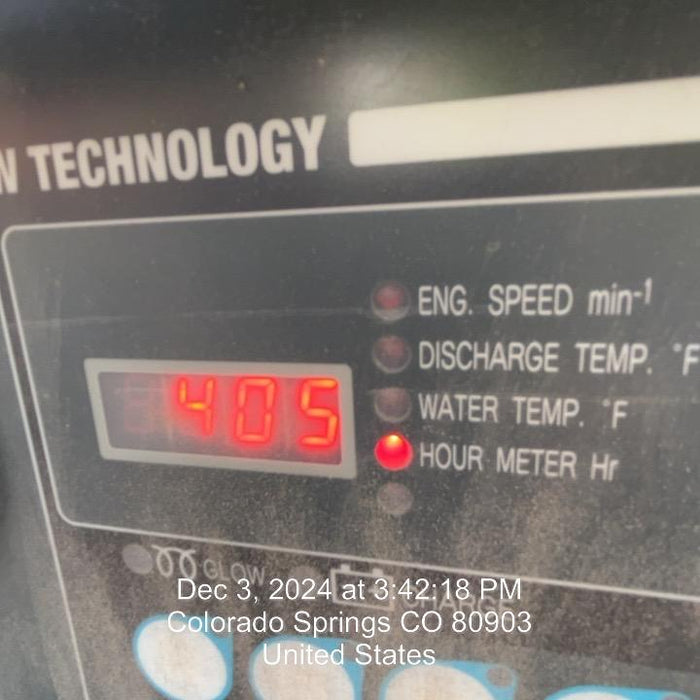 N TECHNOLOGY
ENG. SPEED min-1
DISCHARGE TEMP. °F
405
WATER TEMP. °F
HOUR METER Hr
GLOW
Dec 3, 2024 at 3:42:18 PM
Colorado Springs CO 80903
United States